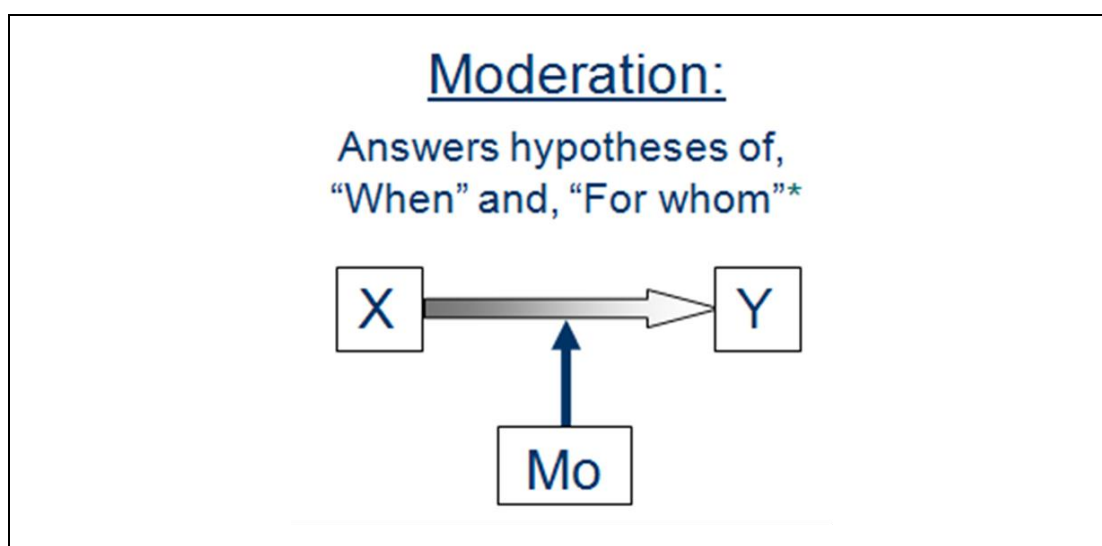 Moderation:
Answers hypotheses of,
“When” and, “For whom”*
X
Y
Mo